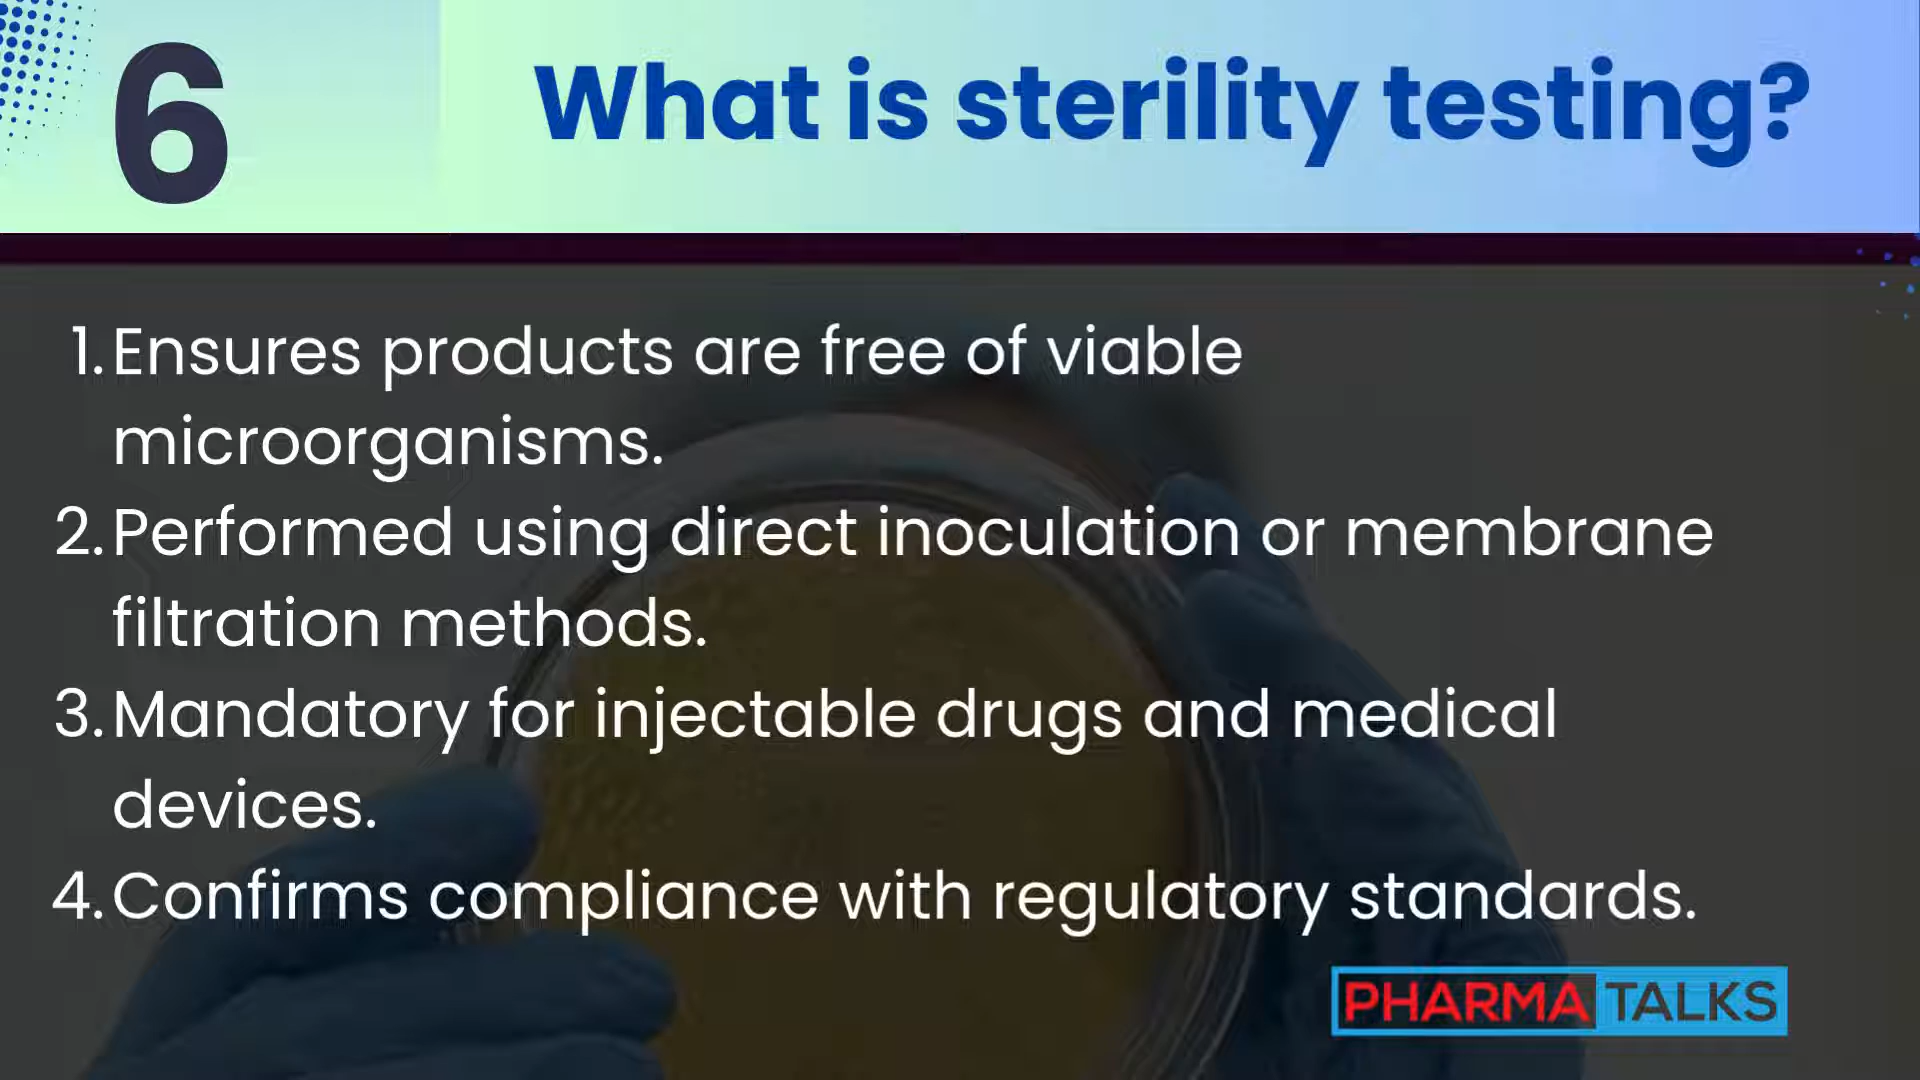 6
What is sterility testing?
1. Ensures products are free of viable
microorganisms.
2. Performed using direct inoculation or membrane
filtration methods.
3. Mandatory for injectable drugs and medical
devices.
4. Confirms compliance with regulatory standards.
PHARMA TALKS